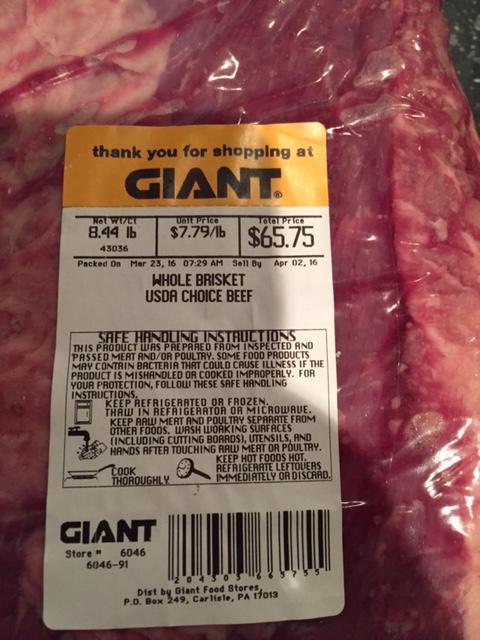 thank you for shopping at
GIANT®
Net Wt/Ct Unit Price Total Price
8.44 lb $7.79/lb $65.75
43036
Packed On Mar 23, 16 07:29 AM Sell By Apr 02, 16
WHOLE BRISKET
USDA CHOICE BEEF
SAFE HANDLING INSTRUCTIONS
THIS PRODUCT WAS PREPARED FROM INSPECTED AND
PASSED MEAT AND/OR POULTRY. SOME FOOD PRODUCTS
MAY CONTAIN BACTERIA THAT COULD CAUSE ILLNESS IF THE
PRODUCT IS MISHANDLED OR COOKED IMPROPERLY. FOR
YOUR PROTECTION, FOLLOW THESE SAFE HANDLING
INSTRUCTIONS.
KEEP REFRIGERATED OR FROZEN.
THAW IN REFRIGERATOR OR MICROWAVE.
KEEP RAW MEAT AND POULTRY SEPARATE FROM
OTHER FOODS. WASH WORKING SURFACES
(INCLUDING CUTTING BOARDS), UTENSILS, AND
HANDS AFTER TOUCHING RAW MEAT OR POULTRY.
COOK
THOROUGHLY
KEEP HOT FOODS HOT.
REFRIGERATE LEFTOVERS
IMMEDIATELY OR DISCARD.
GIANT
Store # 6046
6046-91
2 04303 66575 5
Dist by Giant Food Stores,
P.O. Box 249, Carlisle, PA 17013